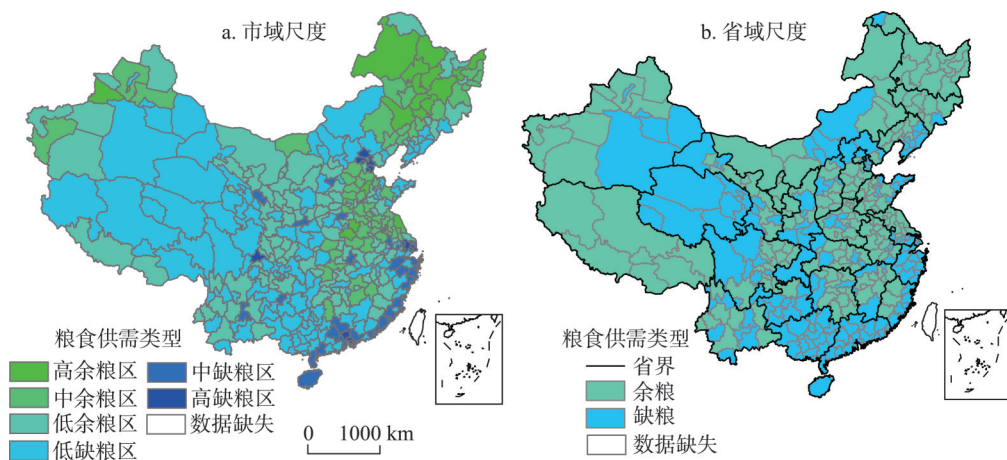 a. 市域尺度
粮食供需类型
高余粮区
中余粮区
低余粮区
低缺粮区
中缺粮区
高缺粮区
数据缺失
0 1000 km
b. 省域尺度
粮食供需类型
省界
余粮
缺粮
数据缺失